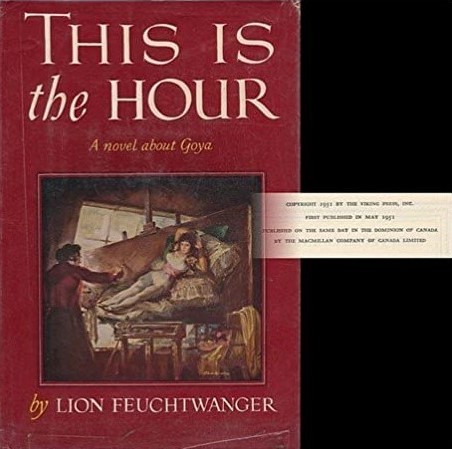 THIS IS
the HOUR
A novel about Goya
by LION FEUCHTWANGER
COPYRIGHT 1951 BY THE VIKING PRESS, INC.
FIRST PUBLISHED IN MAY 1951
PUBLISHED ON THE SAME DAY IN THE DOMINION OF CANADA
BY THE MACMILLAN COMPANY OF CANADA LIMITED